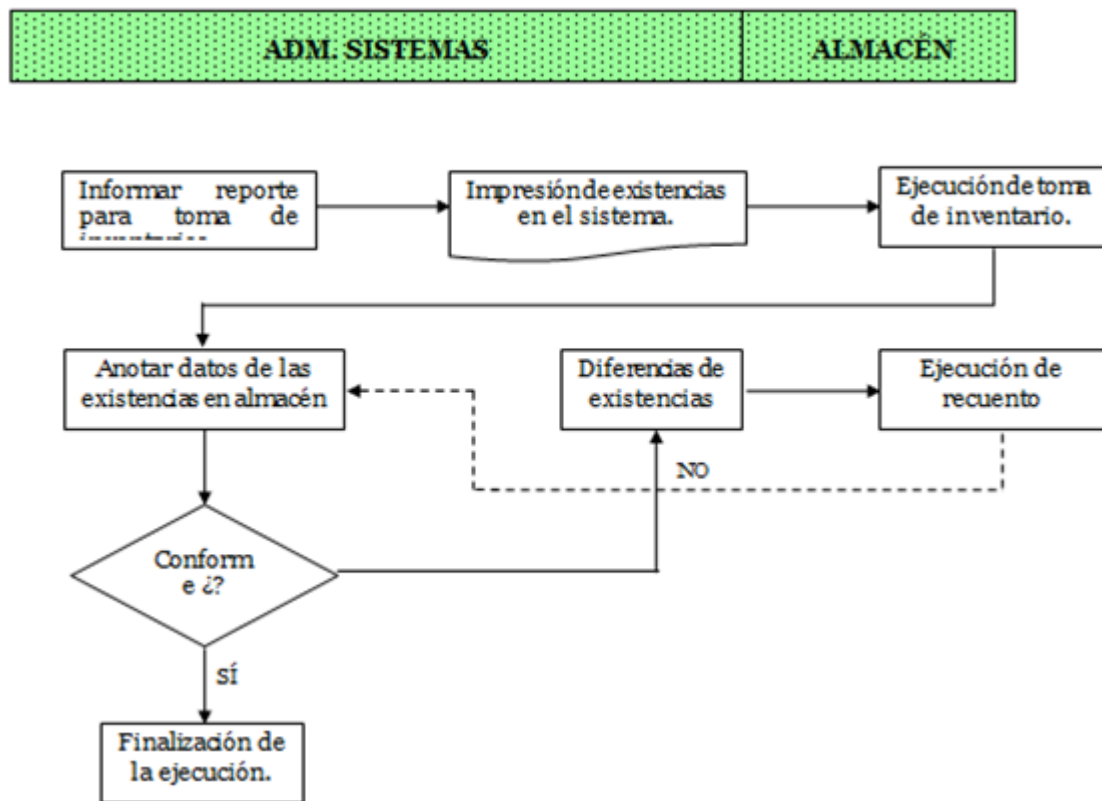 ADM. SISTEMAS
ALMACÉN
Informar reporte
para toma de
Impresión de existencias
en el sistema.
Ejecución de toma
de inventario.
Anotar datos de las
existencias en almacén
Diferencias de
existencias
Ejecución de
recuento
NO
Conform
e ¿?
SÍ
Finalización de
la ejecución.